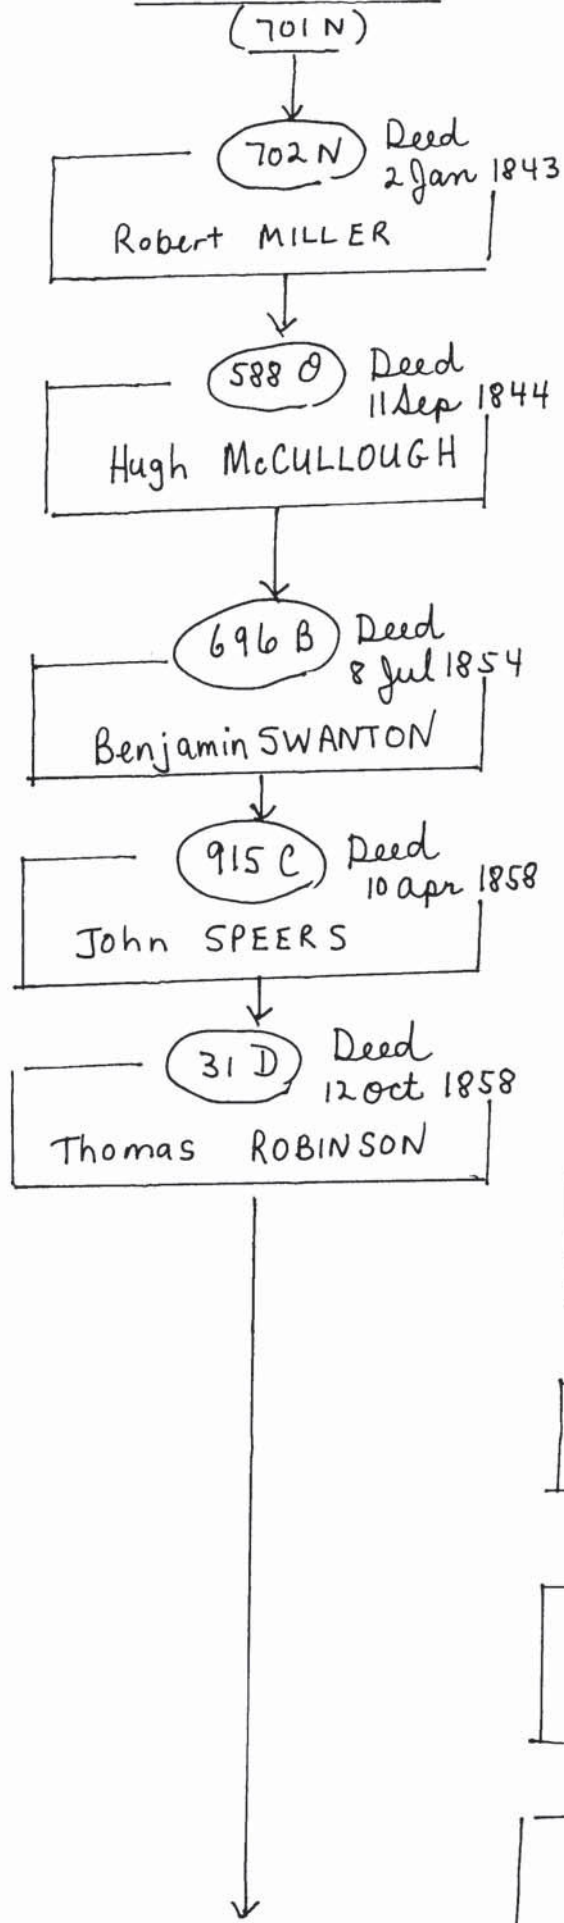 (701 N)
702 N Deed
2 Jan 1843
Robert MILLER
588 O Deed
11 Sep 1844
Hugh McCULLOUGH
696 B Deed
8 Jul 1854
Benjamin SWANTON
915 C Deed
10 apr 1858
John SPEERS
31 D Deed
12 oct 1858
Thomas ROBINSON